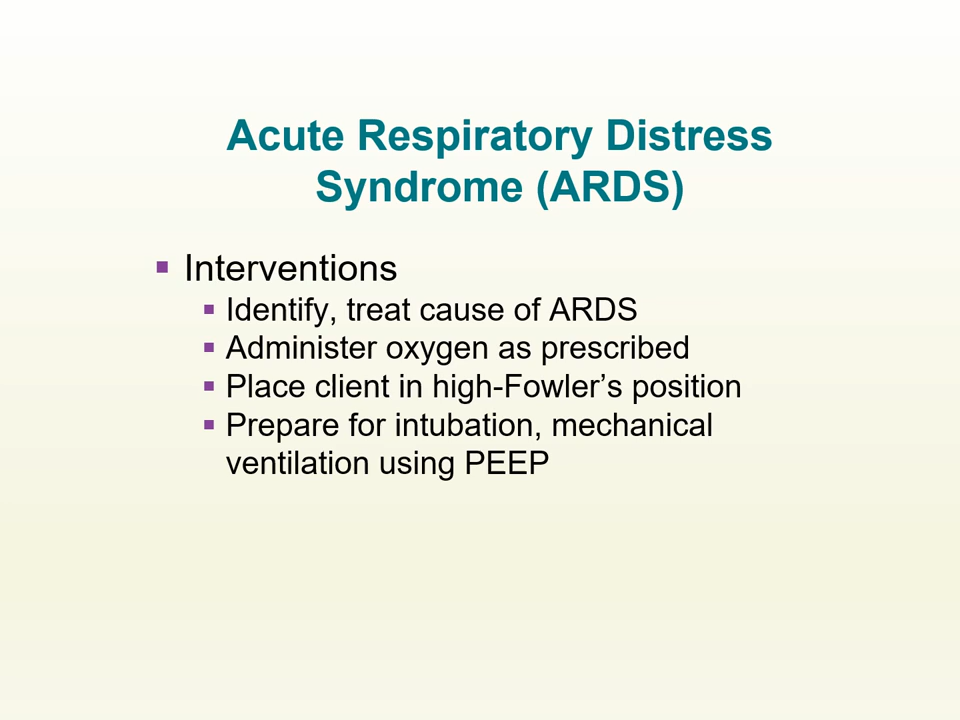 Acute Respiratory Distress
Syndrome (ARDS)
Interventions
Identify, treat cause of ARDS
Administer oxygen as prescribed
Place client in high-Fowler’s position
Prepare for intubation, mechanical
ventilation using PEEP